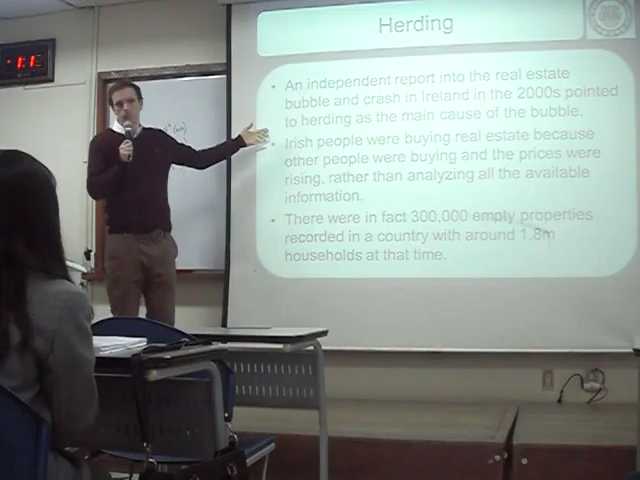 Herding
• An independent report into the real estate
bubble and crash in Ireland in the 2000s pointed
to herding as the main cause of the bubble.
• Irish people were buying real estate because
other people were buying and the prices were
rising, rather than analyzing all the available
information.
• There were in fact 300,000 empty properties
recorded in a country with around 1.8m
households at that time.